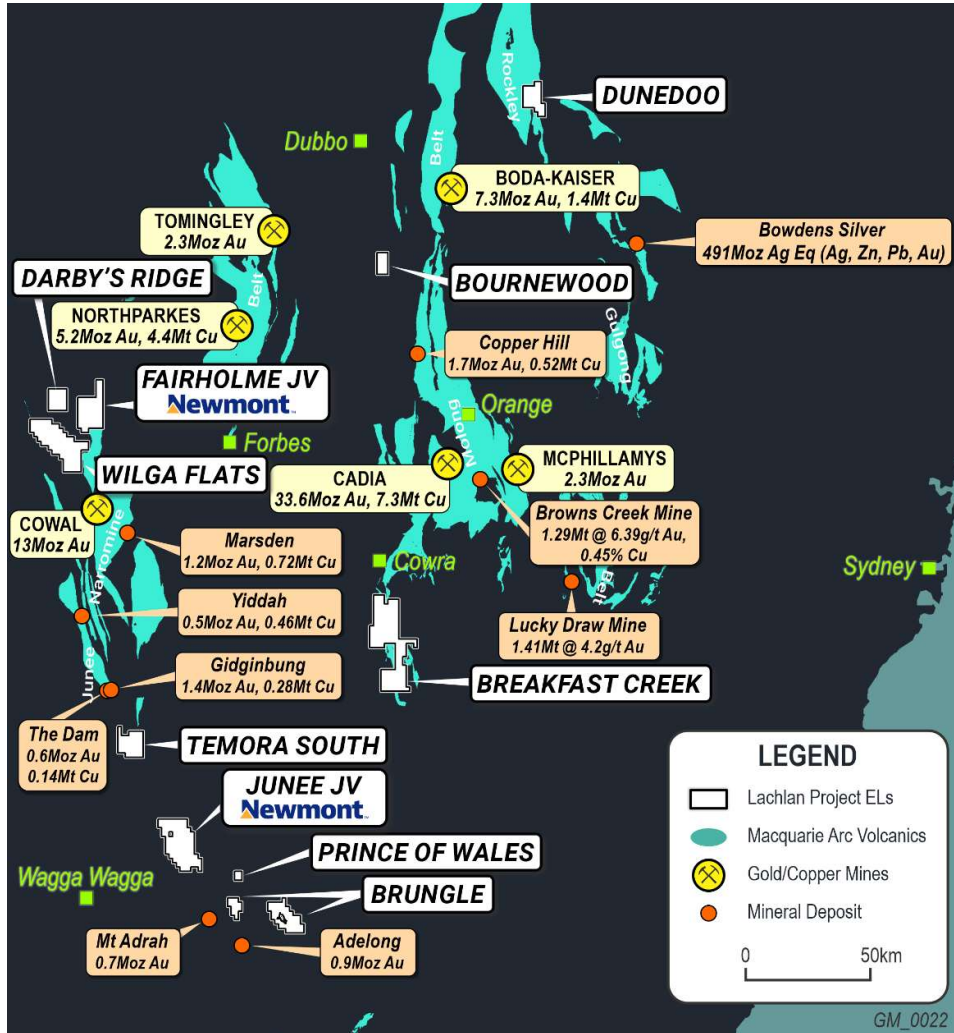 Rockley
DUNEDOO
Dubbo
Belt
BODA-KAISER
7.3Moz Au, 1.4Mt Cu
TOMINGLEY
2.3Moz Au
Bowdens Silver
491Moz Ag Eq (Ag, Zn, Pb, Au)
DARBY'S RIDGE
Belt
BOURNEWOOD
NORTHPARKES
5.2Moz Au, 4.4Mt Cu
Gulgong
Copper Hill
1.7Moz Au, 0.52Mt Cu
FAIRHOLME JV
Newmont™
Orange
Forbes
Molong
WILGA FLATS
CADIA
33.6Moz Au, 7.3Mt Cu
MCPHILLAMYS
2.3Moz Au
COWAL
13Moz Au
Browns Creek Mine
1.29Mt @ 6.39g/t Au,
0.45% Cu
Marsden
1.2Moz Au, 0.72Mt Cu
Narromine
Cowra
Sydney
Belt
Yiddah
0.5Moz Au, 0.46Mt Cu
Lucky Draw Mine
1.41Mt @ 4.2g/t Au
Junee
Gidginbung
1.4Moz Au, 0.28Mt Cu
BREAKFAST CREEK
The Dam
0.6Moz Au
0.14Mt Cu
TEMORA SOUTH
JUNEE JV
Newmont™
PRINCE OF WALES
Wagga Wagga
BRUNGLE
Mt Adrah
0.7Moz Au
Adelong
0.9Moz Au
LEGEND
Lachlan Project ELs
Macquarie Arc Volcanics
Gold/Copper Mines
Mineral Deposit
0 50km
GM_0022